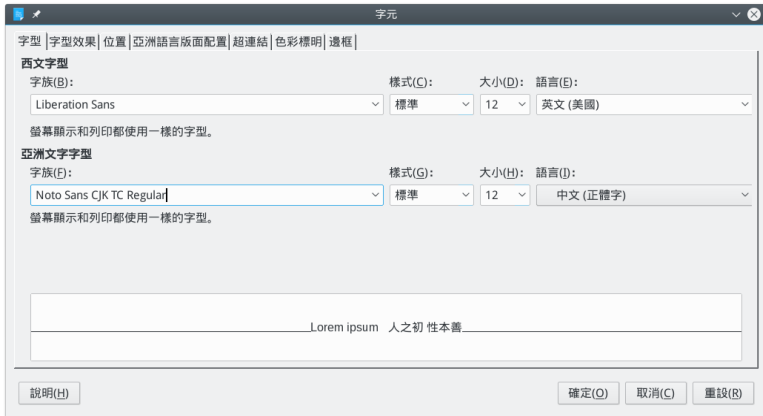 字元
字型 字型效果 位置 亞洲語言版面配置 超連結 色彩標明 邊框
西文字型
字族(B): 樣式(C): 大小(D): 語言(E):
Liberation Sans 標準 12 英文 (美國)
螢幕顯示和列印都使用一樣的字型。
亞洲文字字型
字族(F): 樣式(G): 大小(H): 語言(I):
Noto Sans CJK TC Regular 標準 12 中文 (正體字)
螢幕顯示和列印都使用一樣的字型。
Lorem ipsum 人之初 性本善
說明(H) 確定(O) 取消(C) 重設(R)